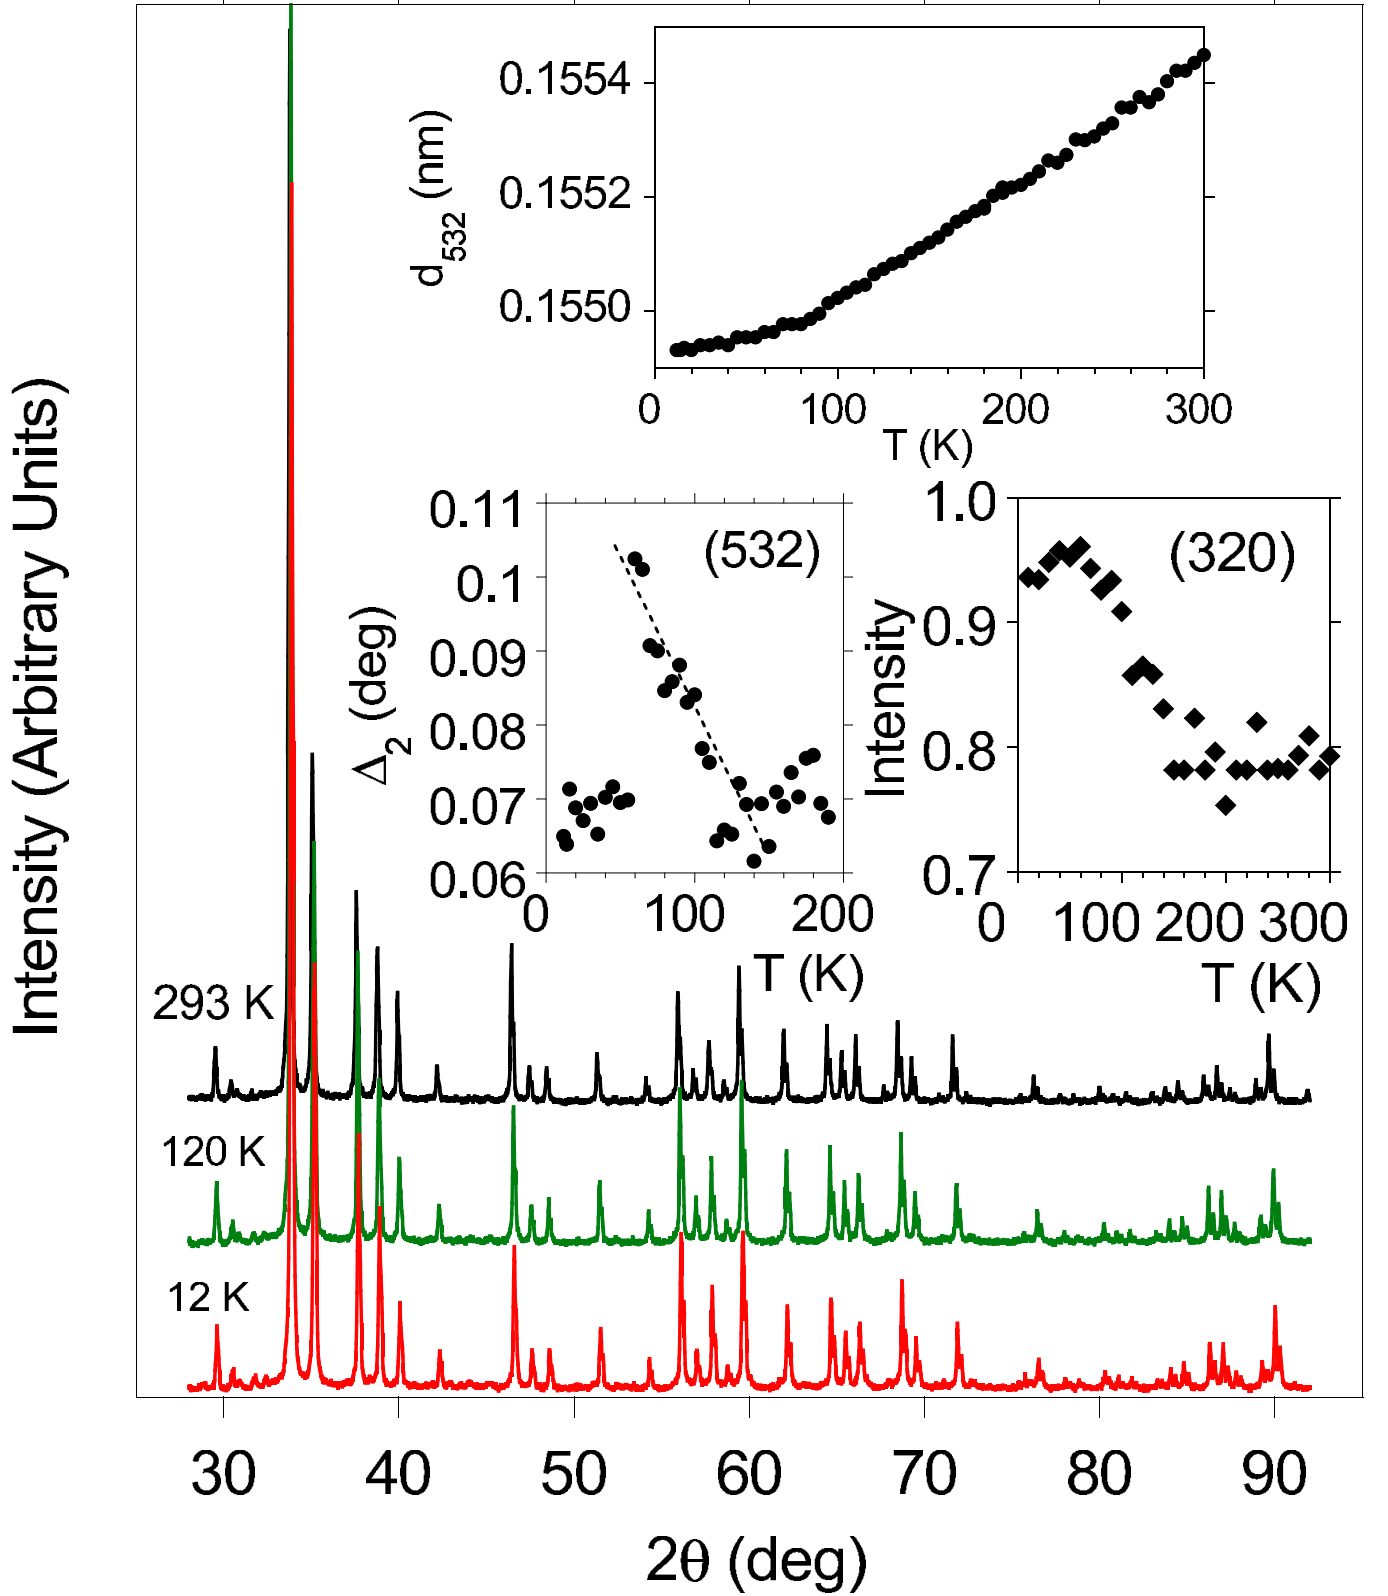 Intensity (Arbitrary Units)
0.1554
0.1552
0.1550
d532 (nm)
0 100 200 300
T (K)
0.11
0.1
0.09
0.08
0.07
0.06
Δ2 (deg)
(532)
0 100 200
T (K)
1.0
0.9
0.8
0.7
Intensity
(320)
0 100 200 300
T (K)
293 K
120 K
12 K
30 40 50 60 70 80 90
2θ (deg)